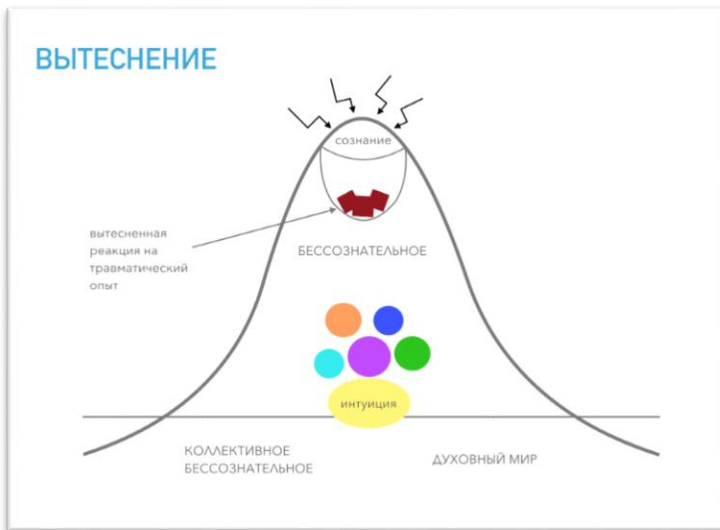 ВЫТЕСНЕНИЕ
сознание
вытесненная
реакция на
травматический
опыт
БЕССОЗНАТЕЛЬНОЕ
интуиция
КОЛЛЕКТИВНОЕ
БЕССОЗНАТЕЛЬНОЕ
ДУХОВНЫЙ МИР